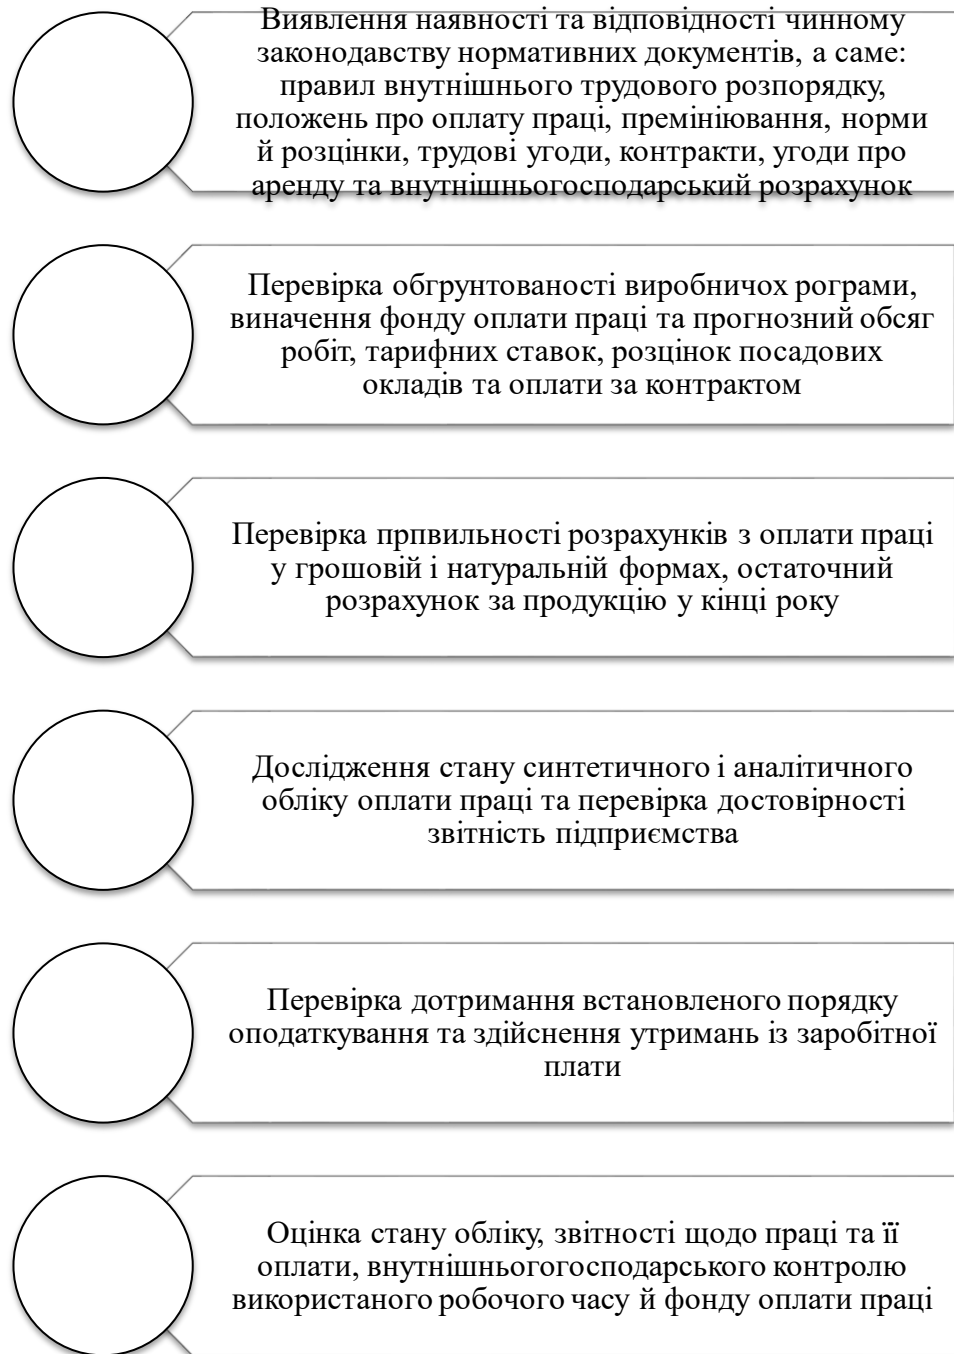 Виявлення наявності та відповідності чинному
законодавству нормативних документів, а саме:
правил внутнішнього трудового розпорядку,
положень про оплату праці, премініювання, норми
й розцінки, трудові угоди, контракти, угоди про
аренду та внутнішньогосподарський розрахунок
Перевірка обгрунтованості виробничох рограми,
виначення фонду оплати праці та прогнозний обсяг
робіт, тарифних ставок, розцінок посадових
окладів та оплати за контрактом
Перевірка прпвильності розрахунків з оплати праці
у грошовій і натуральній формах, остаточний
розрахунок за продукцію у кінці року
Дослідження стану синтетичного і аналітичного
обліку оплати праці та перевірка достовірності
звітність підприємства
Перевірка дотримання встановленого порядку
оподаткування та здійснення утримань із заробітної
плати
Оцінка стану обліку, звітності щодо праці та її
оплати, внутнішньогогосподарського контролю
використаного робочого часу й фонду оплати праці